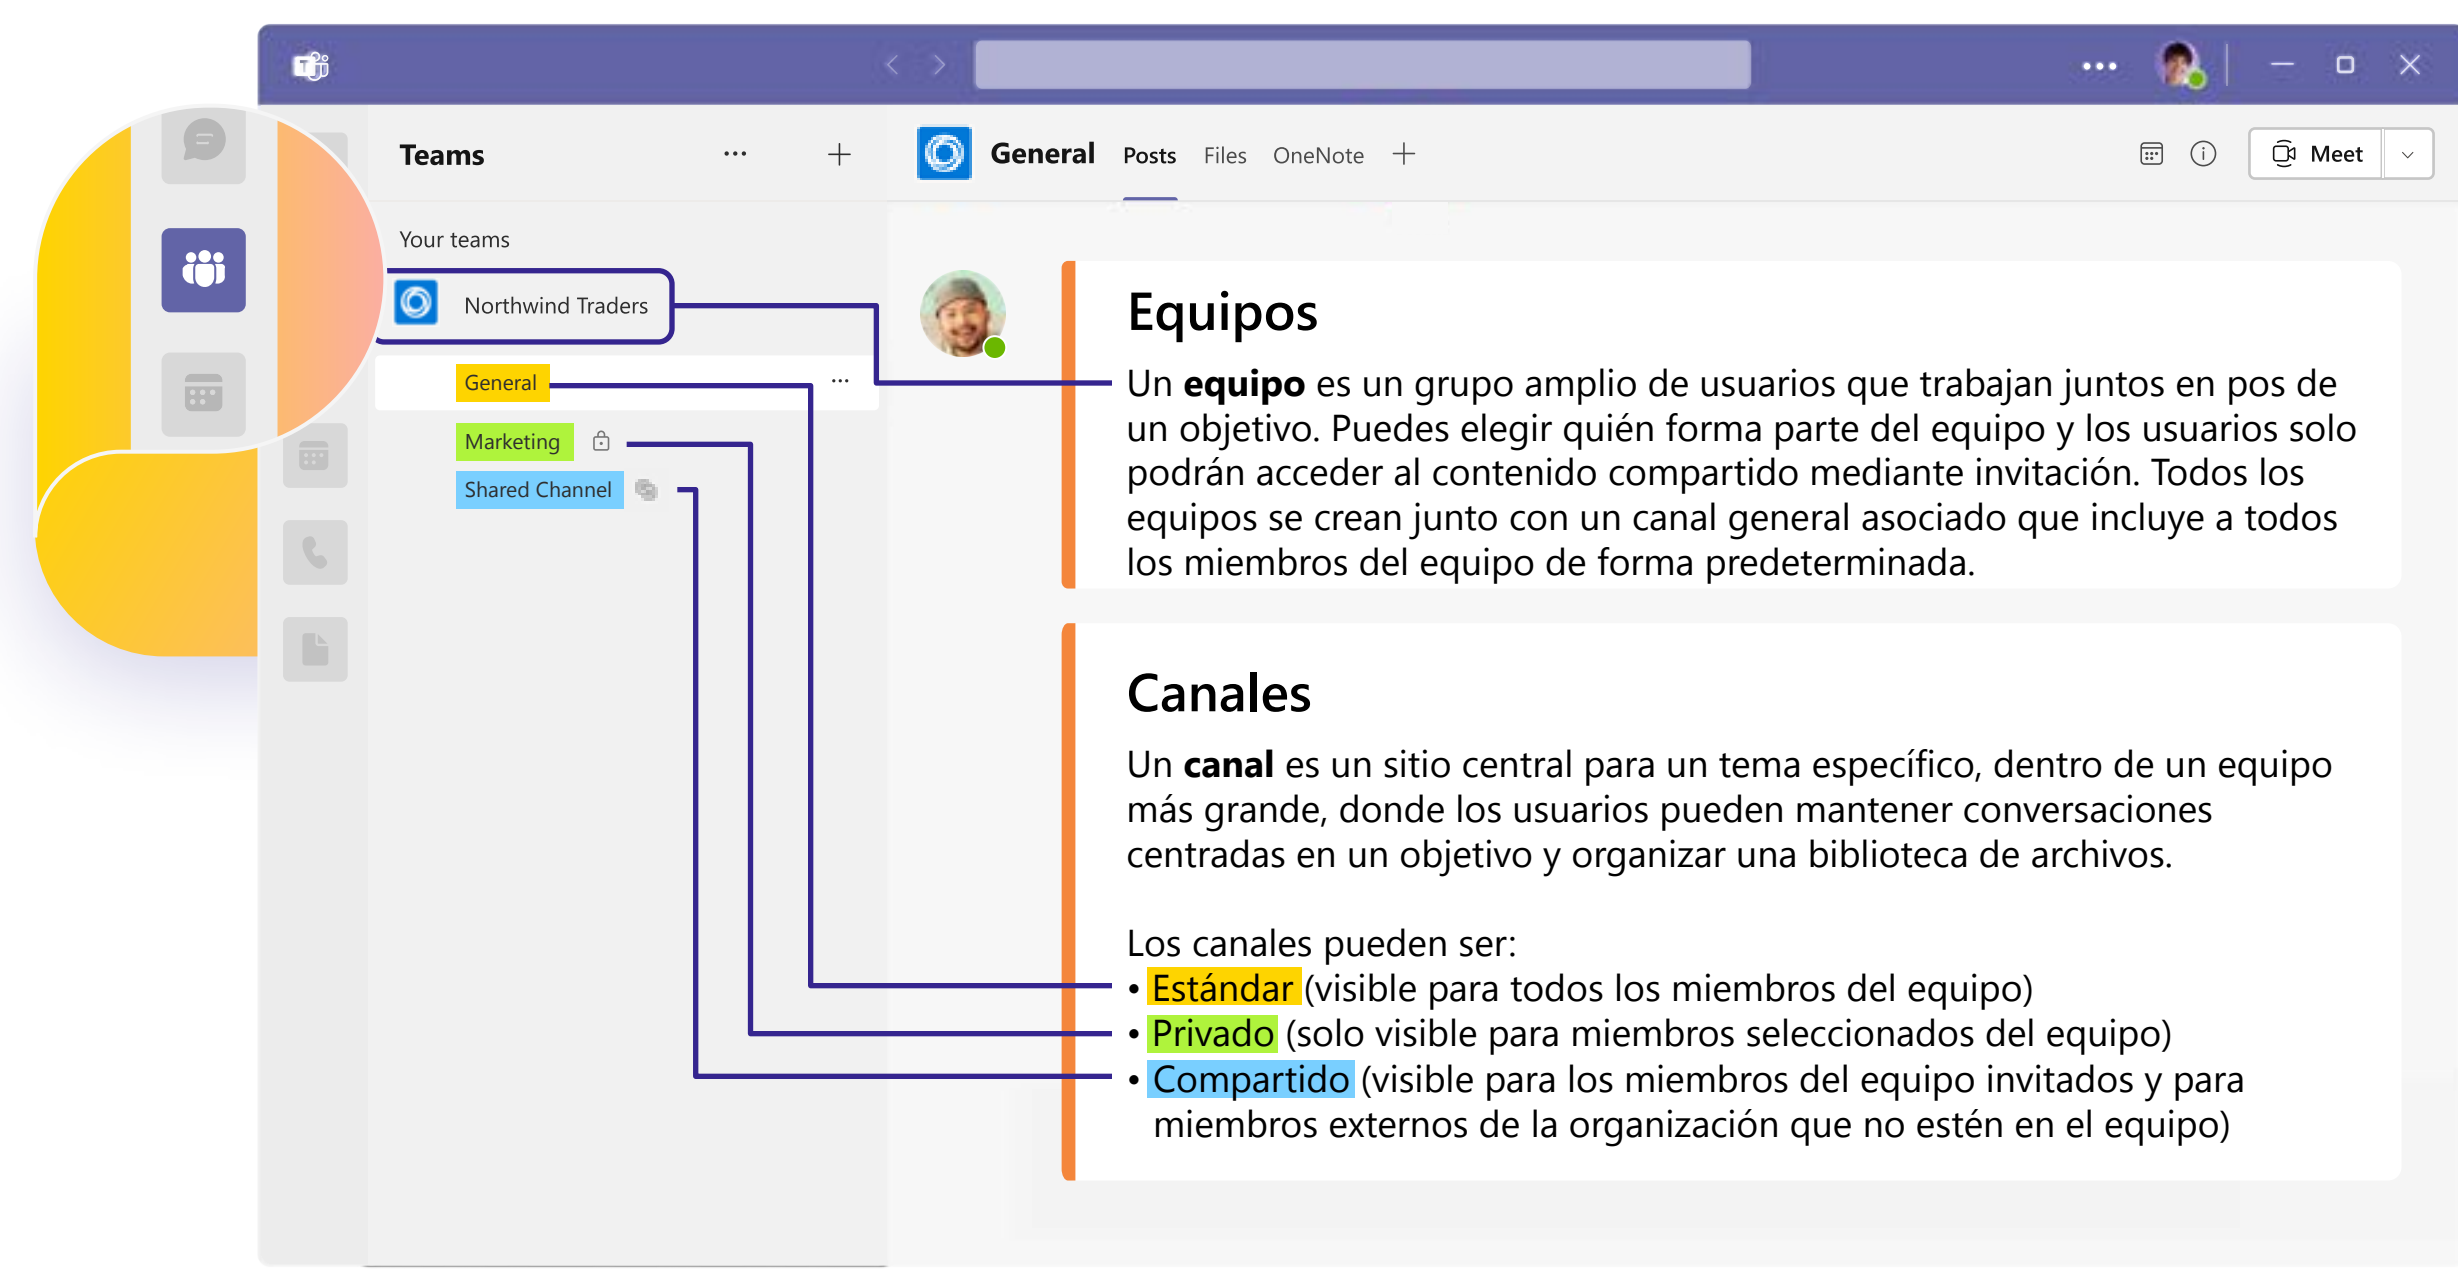 Teams
General Posts Files OneNote
Meet
Your teams
Northwind Traders
General
Marketing
Shared Channel
Equipos
Un equipo es un grupo amplio de usuarios que trabajan juntos en pos de
un objetivo. Puedes elegir quién forma parte del equipo y los usuarios solo
podrán acceder al contenido compartido mediante invitación. Todos los
equipos se crean junto con un canal general asociado que incluye a todos
los miembros del equipo de forma predeterminada.
Canales
Un canal es un sitio central para un tema específico, dentro de un equipo
más grande, donde los usuarios pueden mantener conversaciones
centradas en un objetivo y organizar una biblioteca de archivos.
Los canales pueden ser:
• Estándar (visible para todos los miembros del equipo)
• Privado (solo visible para miembros seleccionados del equipo)
• Compartido (visible para los miembros del equipo invitados y para
miembros externos de la organización que no estén en el equipo)